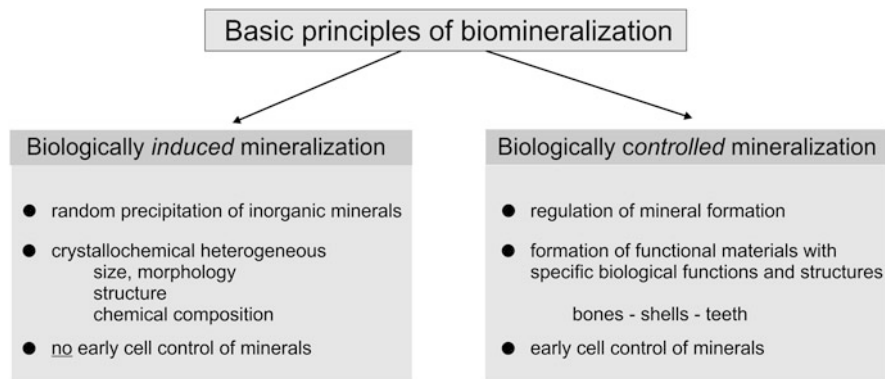 Basic principles of biomineralization
Biologically induced mineralization
● random precipitation of inorganic minerals
● crystallochemical heterogeneous
size, morphology
structure
chemical composition
● no early cell control of minerals
Biologically controlled mineralization
● regulation of mineral formation
● formation of functional materials with
specific biological functions and structures
bones - shells - teeth
● early cell control of minerals